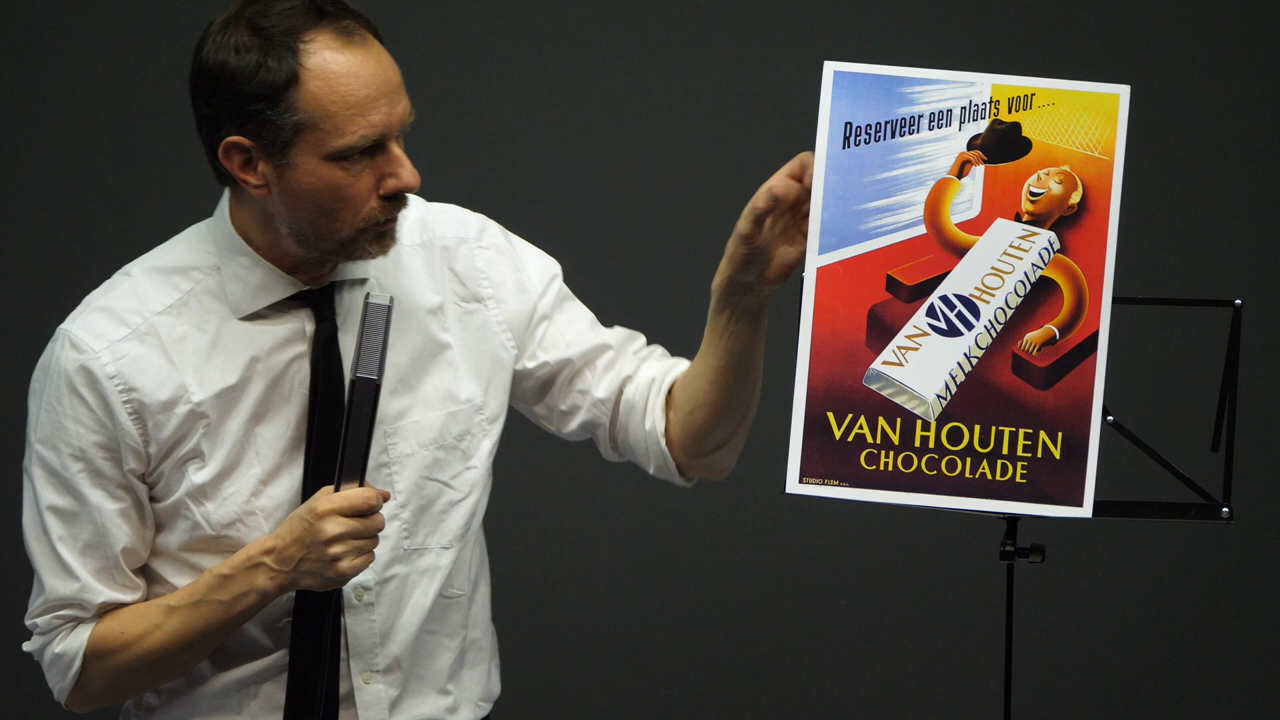 Reserveer een plaats voor....
VAN VH HOUTEN
MELKCHOCOLADE
VAN HOUTEN
CHOCOLADE
STUDIO FLEM